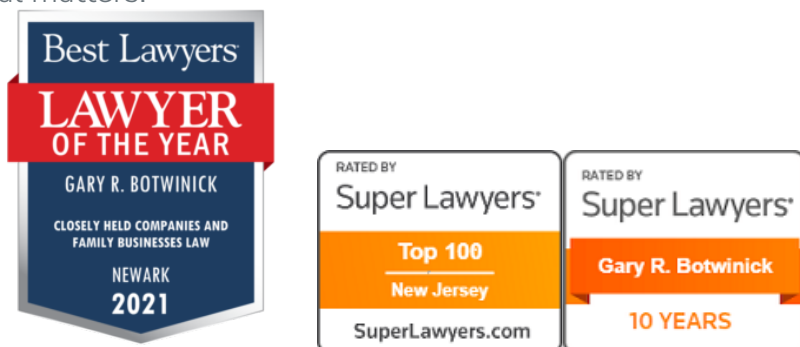 matters.
Best Lawyers
LAWYER
OF THE YEAR
GARY R. BOTWINICK
CLOSELY HELD COMPANIES AND
FAMILY BUSINESSES LAW
NEWARK
2021
RATED BY
Super Lawyers
Top 100
New Jersey
SuperLawyers.com
RATED BY
Super Lawyers
Gary R. Botwinick
10 YEARS